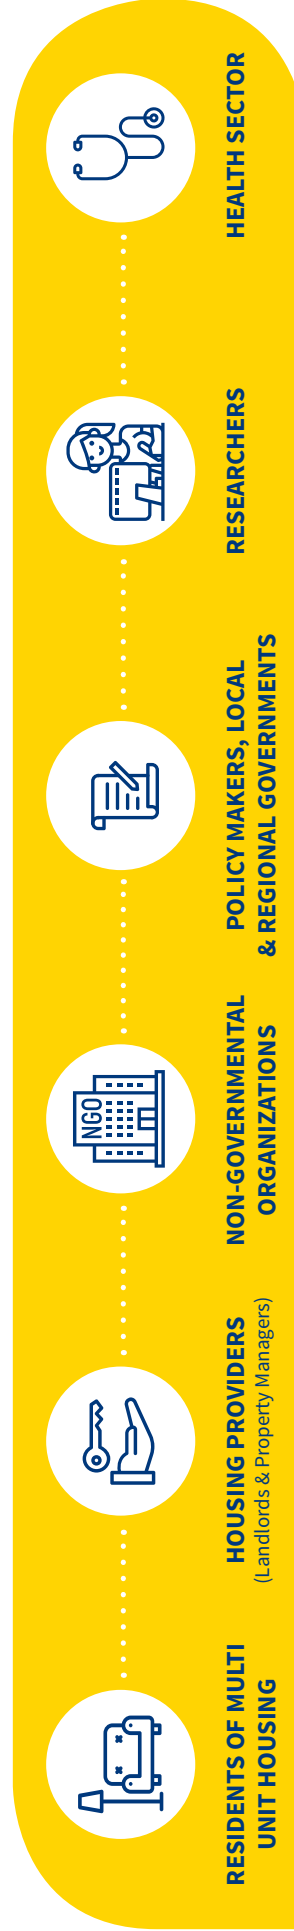 RESIDENTS OF MULTI
UNIT HOUSING
HOUSING PROVIDERS
(Landlords & Property Managers)
NGO
NON-GOVERNMENTAL
ORGANIZATIONS
POLICY MAKERS, LOCAL
& REGIONAL GOVERNMENTS
RESEARCHERS
HEALTH SECTOR